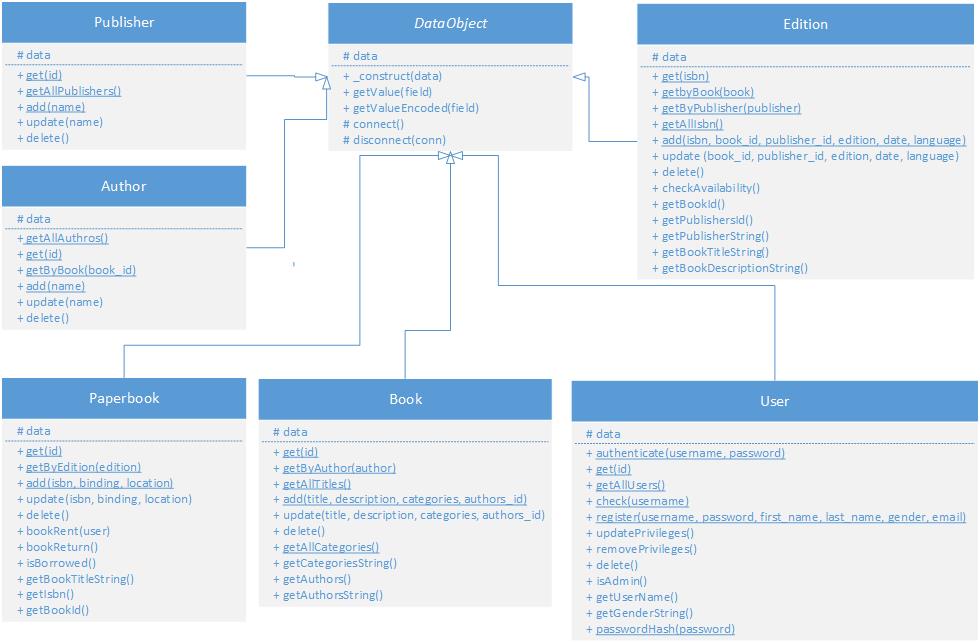 Publisher
# data
+ get(id)
+ getAllPublishers()
+ add(name)
+ update(name)
+ delete()
DataObject
# data
+ _construct(data)
+ getValue(field)
+ getValueEncoded(field)
# connect()
# disconnect(conn)
Edition
# data
+ get(isbn)
+ getbyBook(book)
+ getByPublisher(publisher)
+ getAllIsbn()
+ add(isbn, book_id, publisher_id, edition, date, language)
+ update (book_id, publisher_id, edition, date, language)
+ delete()
+ checkAvailability()
+ getBookId()
+ getPublishersId()
+ getPublisherString()
+ getBookTitleString()
+ getBookDescriptionString()
Author
# data
+ getAllAuthros()
+ get(id)
+ getByBook(book_id)
+ add(name)
+ update(name)
+ delete()
Paperbook
# data
+ get(id)
+ getByEdition(edition)
+ add(isbn, binding, location)
+ update(isbn, binding, location)
+ delete()
+ bookRent(user)
+ bookReturn()
+ isBorrowed()
+ getBookTitleString()
+ getIsbn()
+ getBookId()
Book
# data
+ get(id)
+ getByAuthor(author)
+ getAllTitles()
+ add(title, description, categories, authors_id)
+ update(title, description, categories, authors_id)
+ delete()
+ getAllCategories()
+ getCategoriesString()
+ getAuthors()
+ getAuthorsString()
User
# data
+ authenticate(username, password)
+ get(id)
+ getAllUsers()
+ check(username)
+ register(username, password, first_name, last_name, gender, email)
+ updatePrivileges()
+ removePrivileges()
+ delete()
+ isAdmin()
+ getUserName()
+ getGenderString()
+ passwordHash(password)